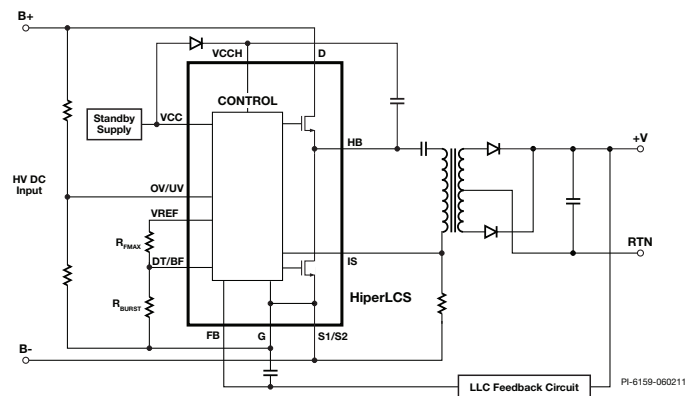 B+
VCCH
D
CONTROL
Standby
Supply
VCC
HB
+V
HV DC
Input
OV/UV
VREF
RFMAX
DT/BF
IS
RTN
HiperLCS
RBURST
FB
G
S1/S2
B-
LLC Feedback Circuit
PI-6159-060211